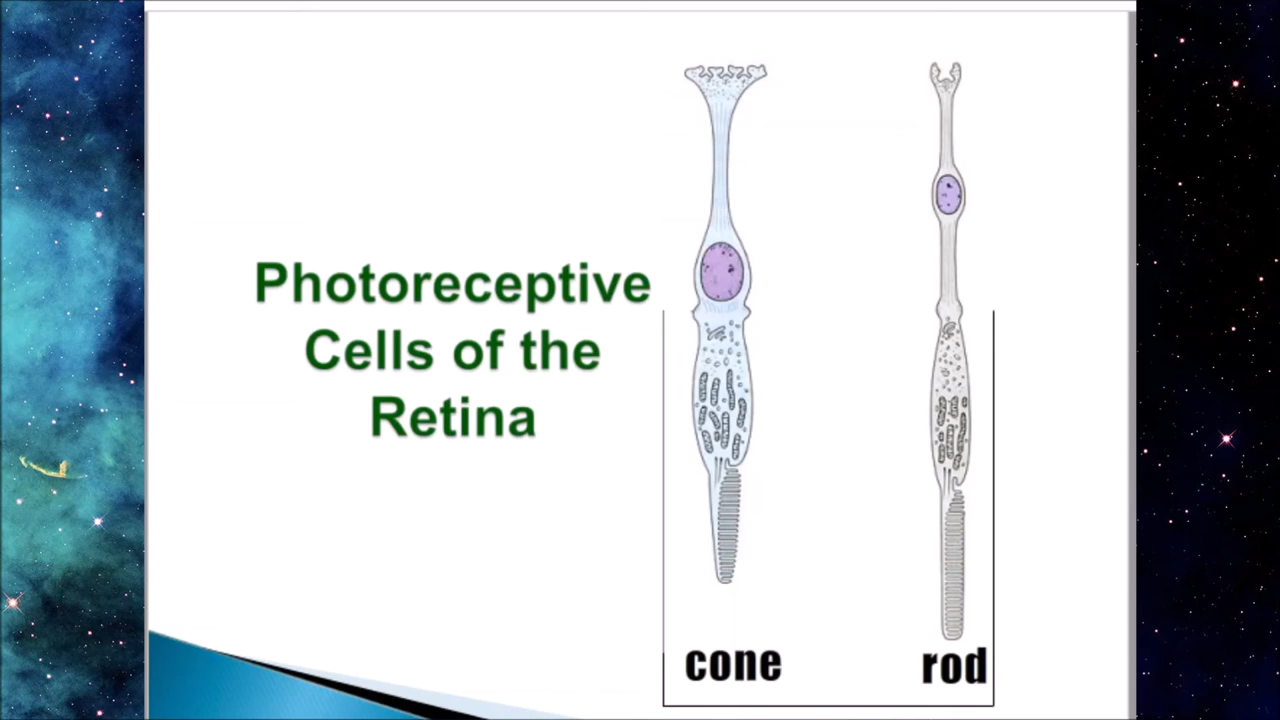 Photoreceptive
Cells of the
Retina
cone
rod